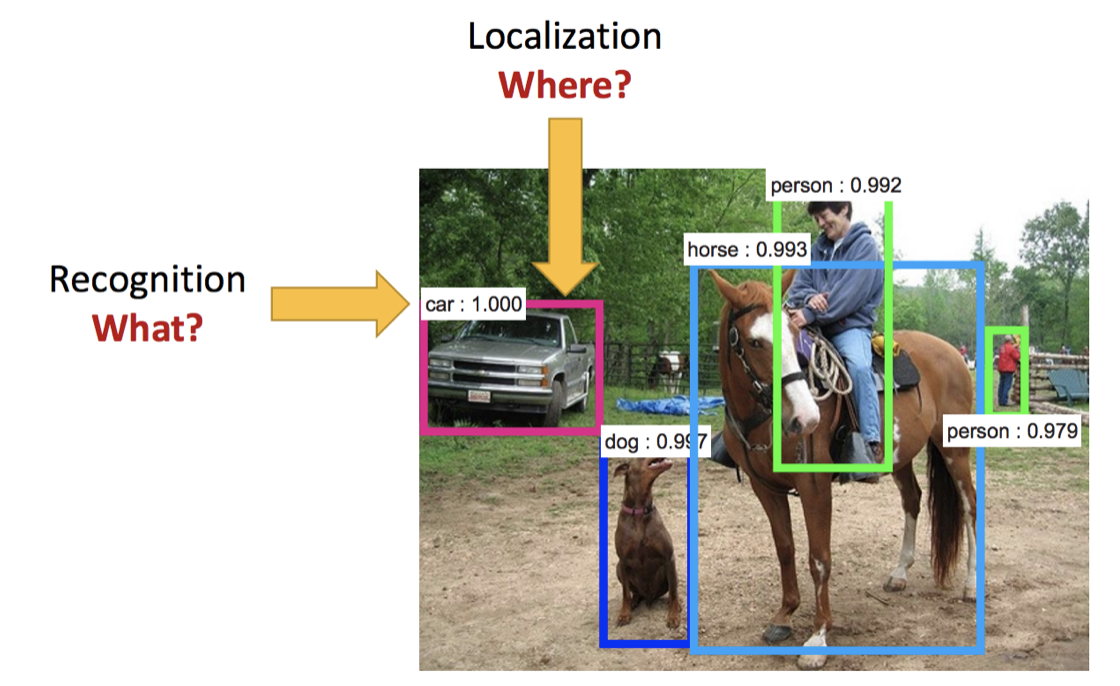 Localization
Where?
Recognition
What?
person : 0.992
horse : 0.993
car : 1.000
dog : 0.997
person : 0.979